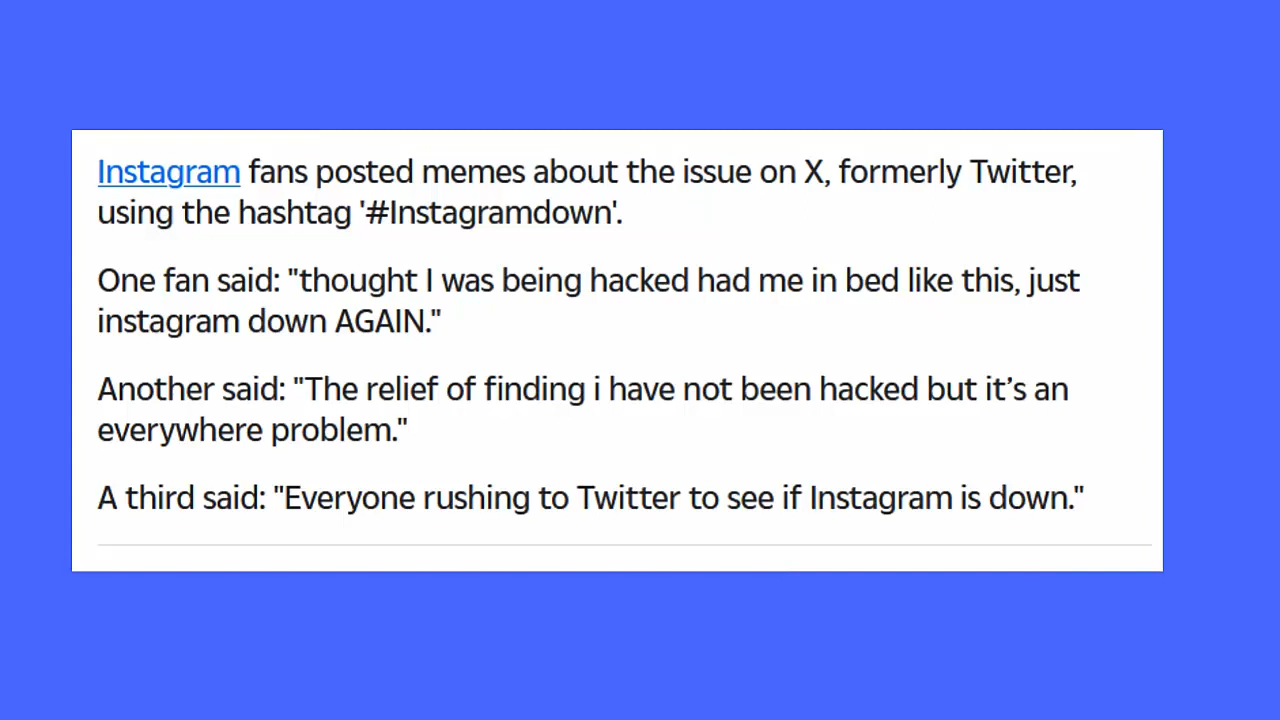 Instagram fans posted memes about the issue on X, formerly Twitter,
using the hashtag '#Instagramdown'.
One fan said: "thought I was being hacked had me in bed like this, just
instagram down AGAIN."
Another said: "The relief of finding i have not been hacked but it’s an
everywhere problem."
A third said: "Everyone rushing to Twitter to see if Instagram is down."